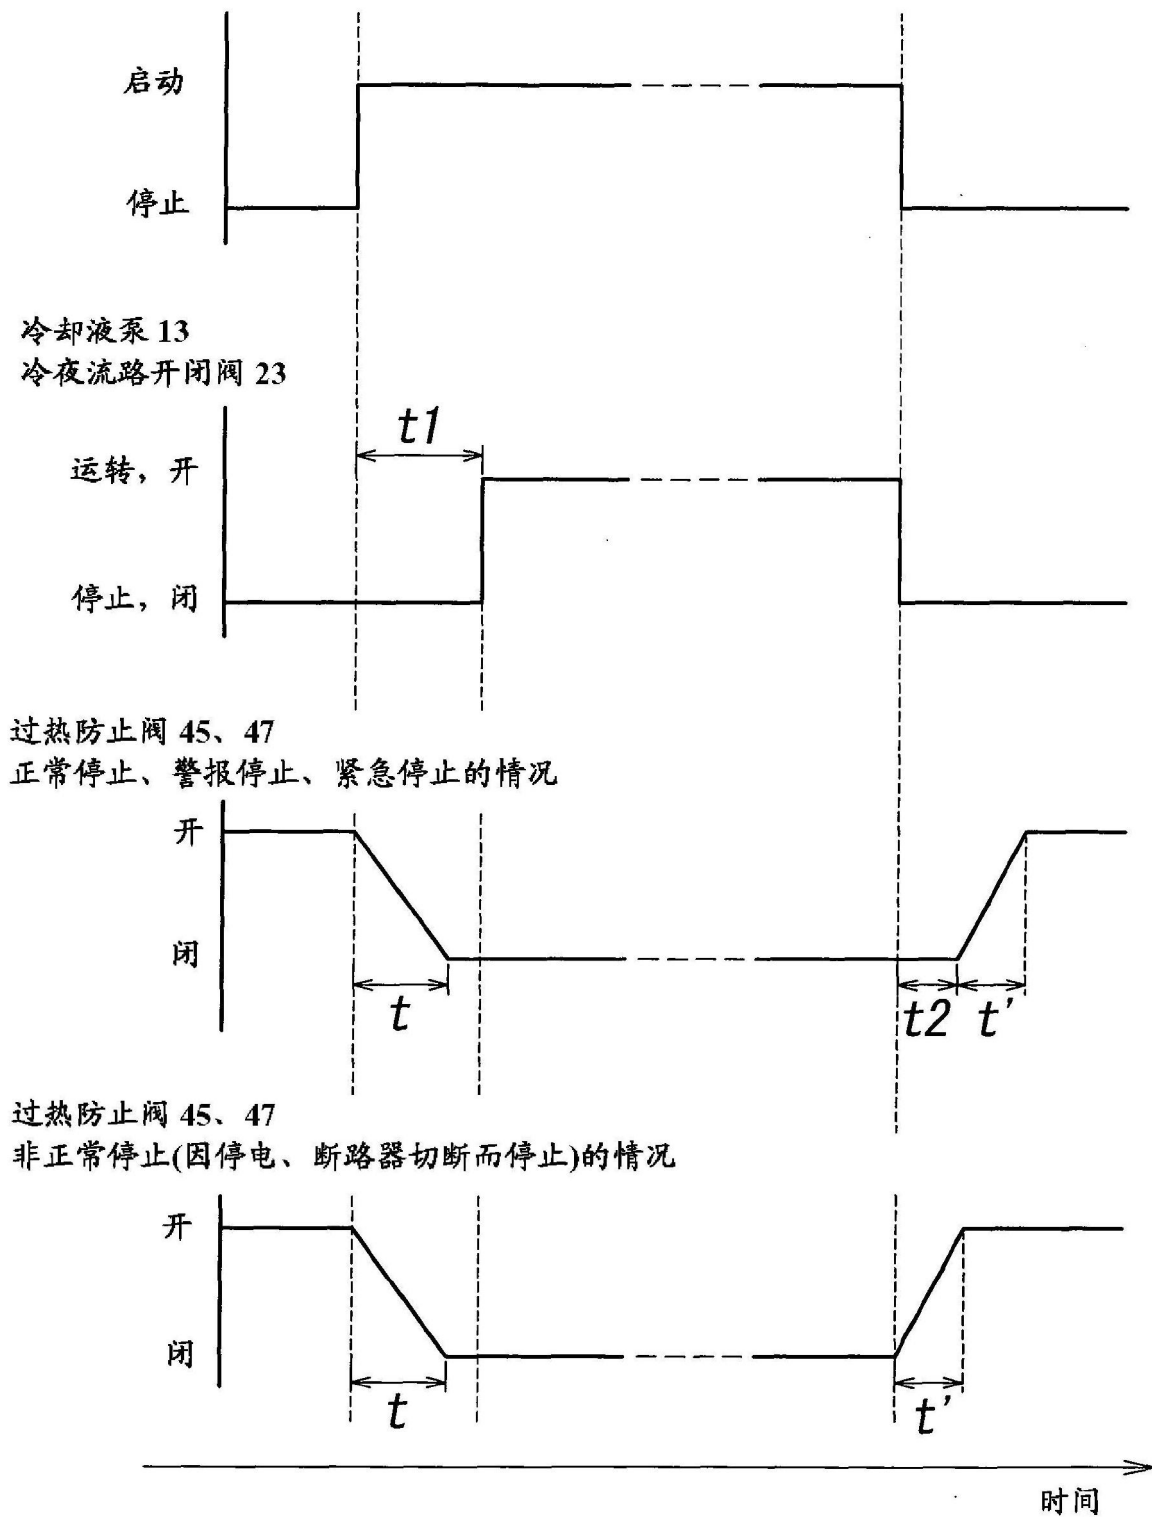 启动
停止
冷却液泵 13
冷夜流路开闭阀 23
t1
运转，开
停止，闭
过热防止阀 45、47
正常停止、警报停止、紧急停止的情况
开
闭
t
t2
t'
过热防止阀 45、47
非正常停止(因停电、断路器切断而停止)的情况
开
闭
t
t'
时间